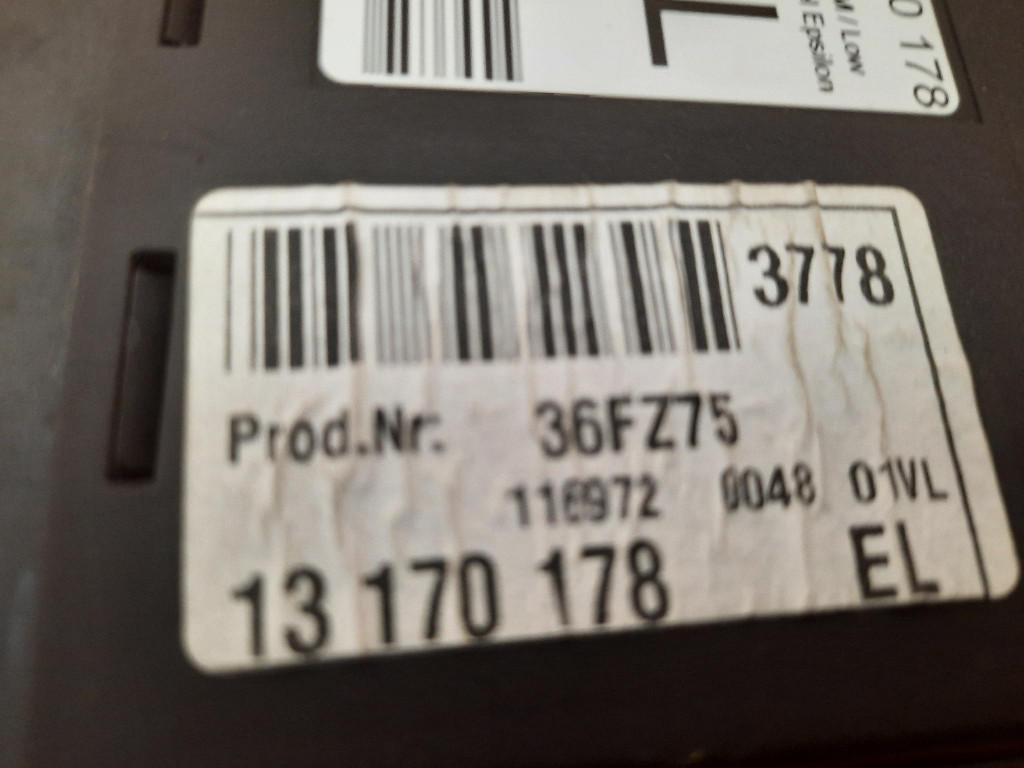 L
M / Low
Epsilon
0 178
3778
Prod.Nr. 36FZ75
116972 0048 01VL
13 170 178 EL